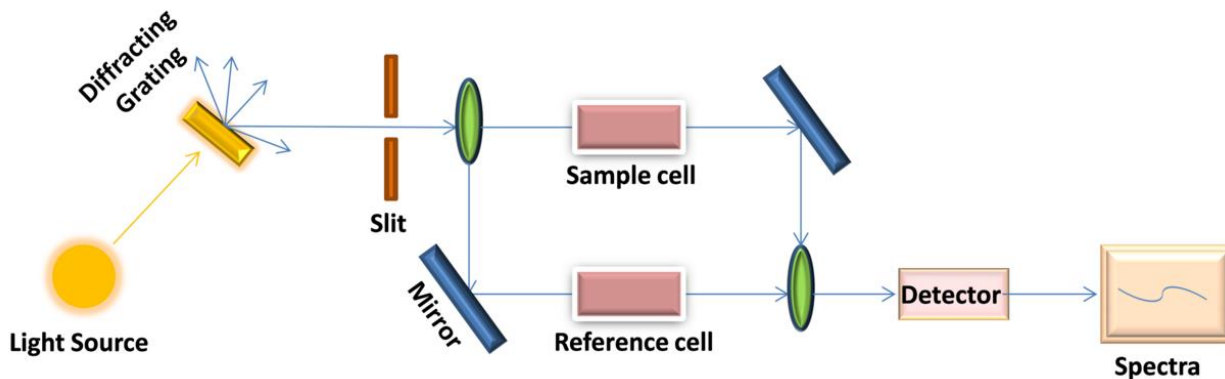 Diffracting
Grating
Slit
Sample cell
Mirror
Reference cell
Detector
Light Source
Spectra